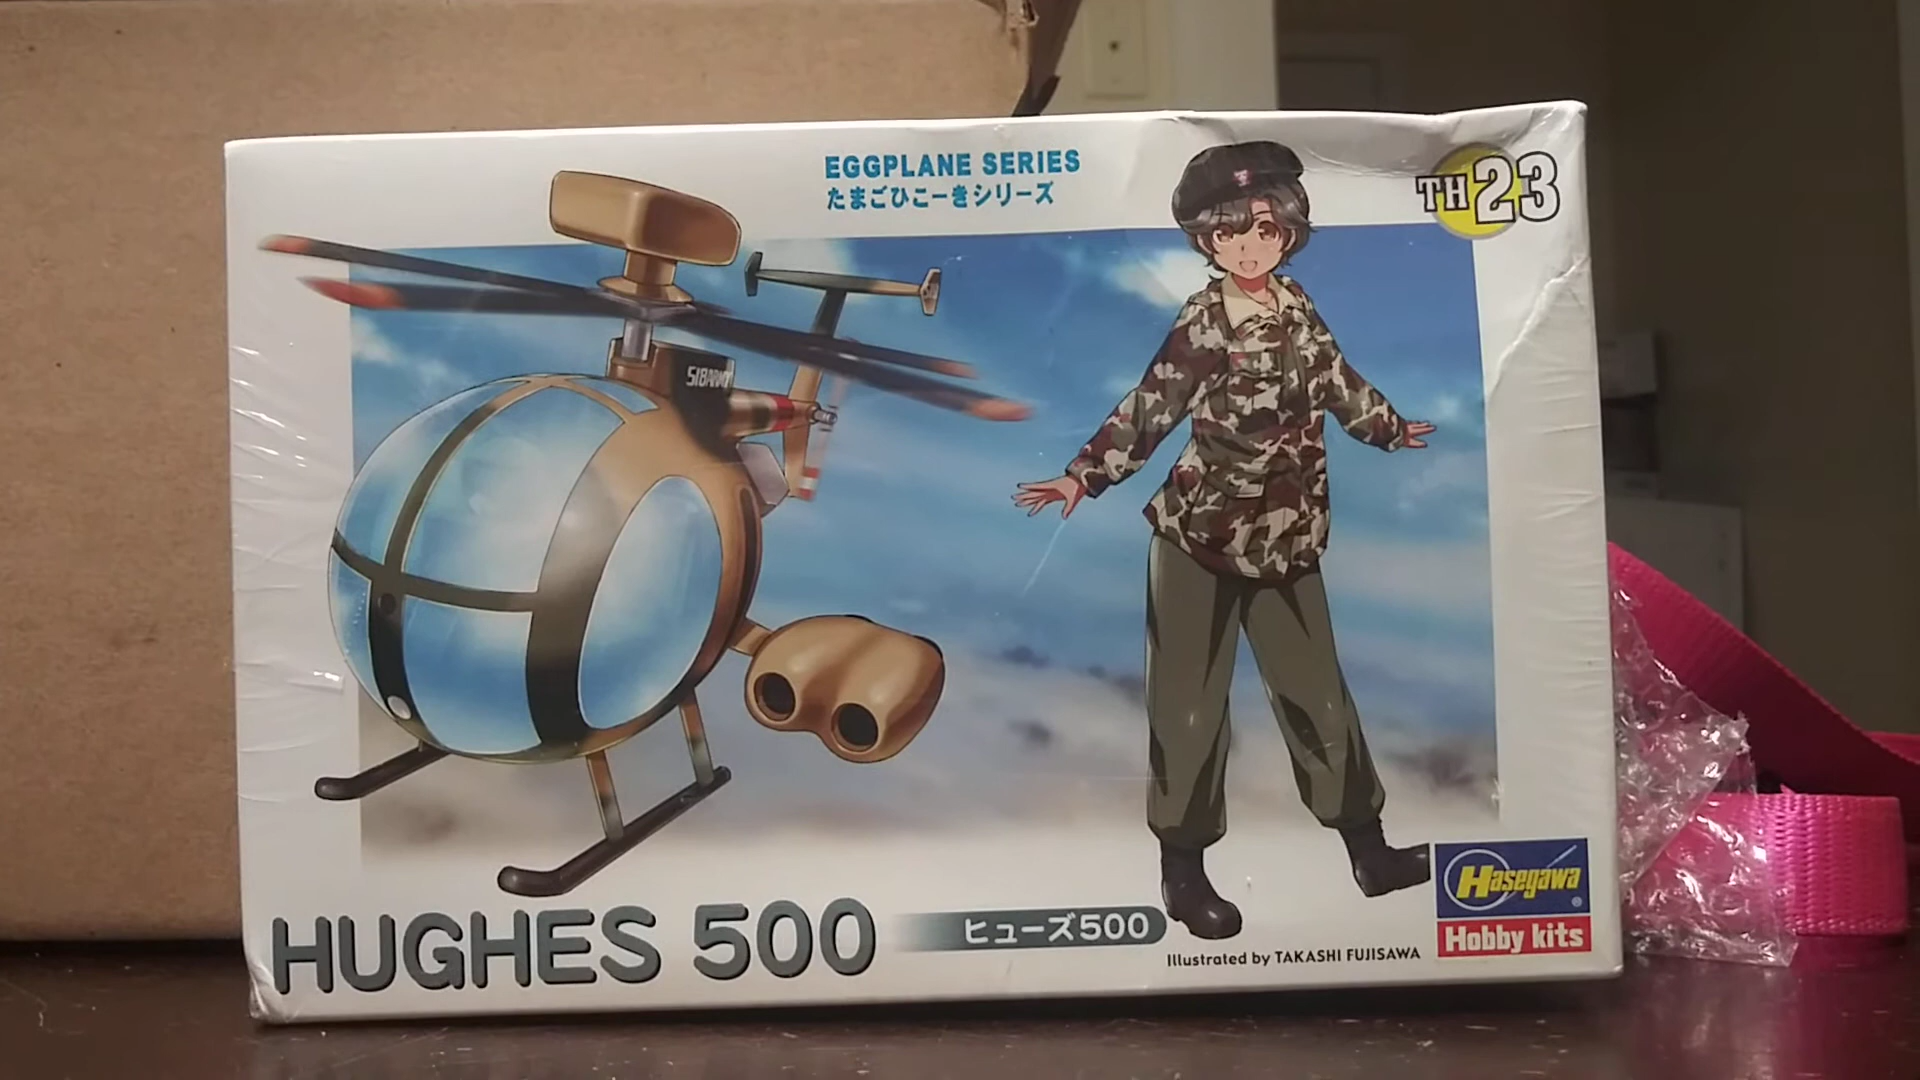 EGGPLANE SERIES
たまごひこーきシリーズ
TH23
HUGHES 500
ヒューズ500
Illustrated by TAKASHI FUJISAWA
Hasegawa®
Hobby kits